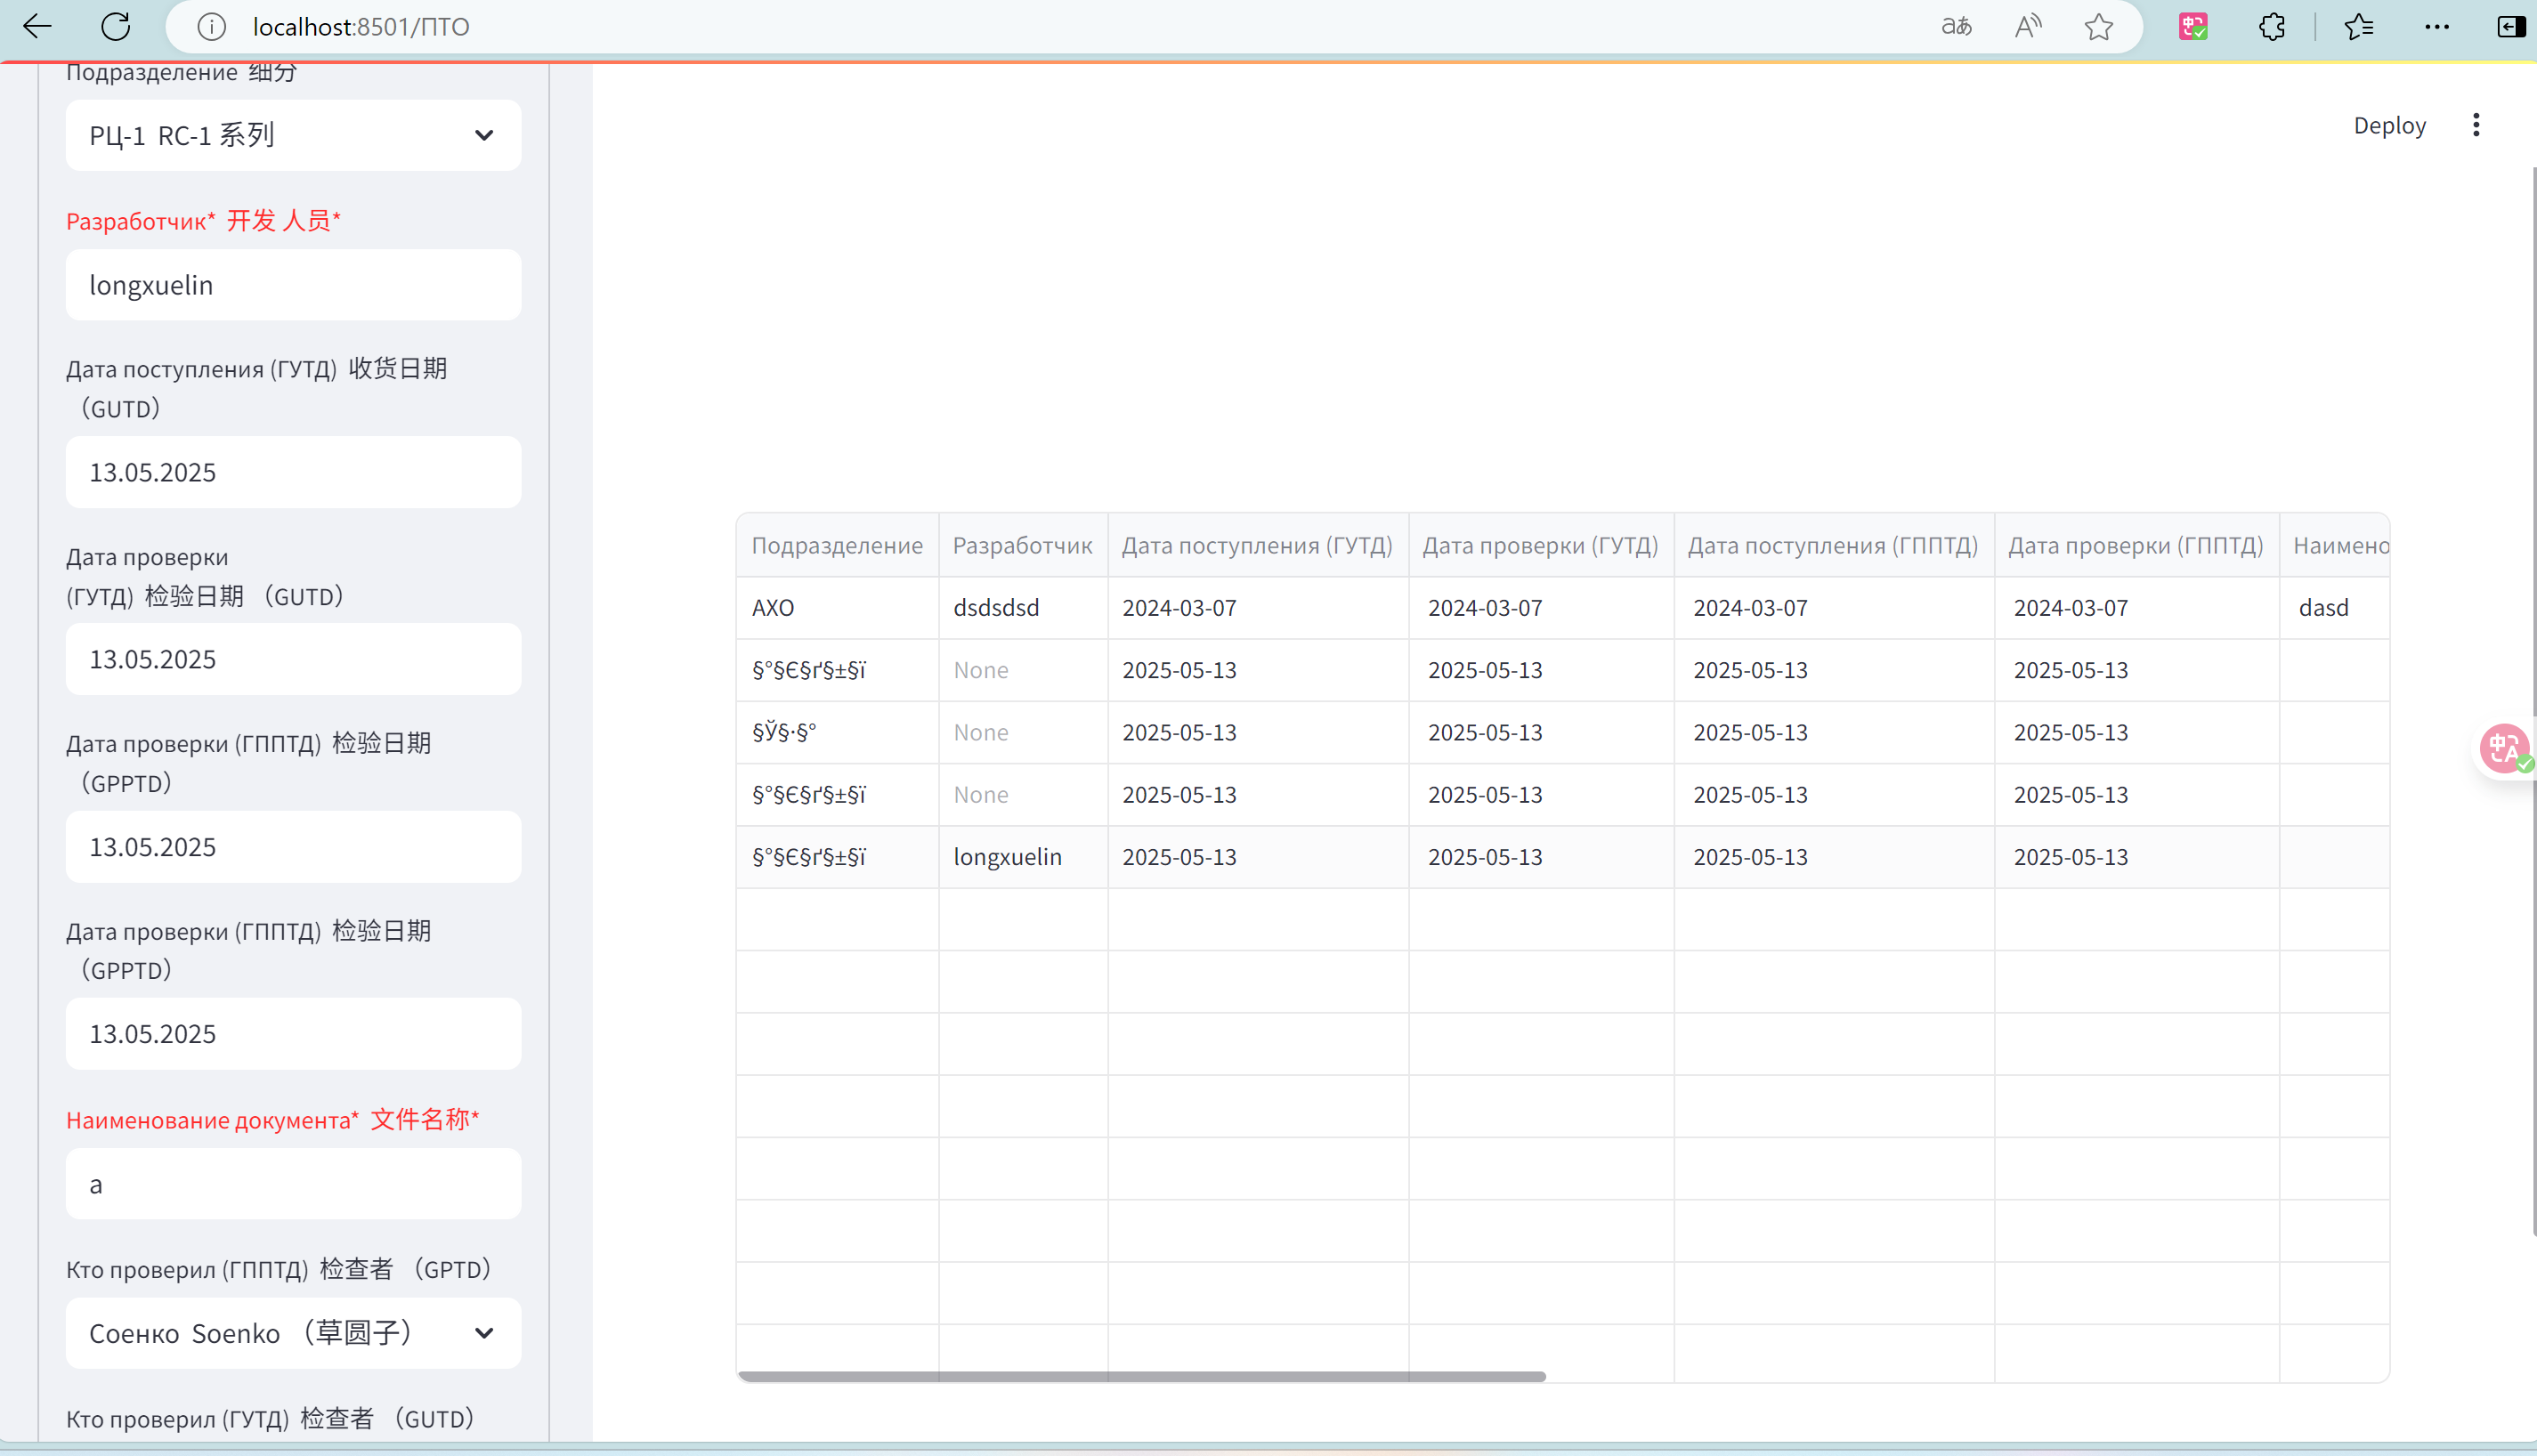 localhost:8501/ПТО
Подразделение 细分
РЦ-1 RC-1 系列
Разработчик* 开发 人员*
longxuelin
Дата поступления (ГУТД) 收货日期
（GUTD）
13.05.2025
Дата проверки
(ГУТД) 检验日期 （GUTD）
13.05.2025
Дата проверки (ГППТД) 检验日期
（GPPTD）
13.05.2025
Дата проверки (ГППТД) 检验日期
（GPPTD）
13.05.2025
Наименование документа* 文件名称*
a
Кто проверил (ГППТД) 检查者 （GPTD）
Соенко Soenko （草圆子）
Кто проверил (ГУТД) 检查者 （GUTD）
Deploy
Подразделение Разработчик Дата поступления (ГУТД) Дата проверки (ГУТД) Дата поступления (ГППТД) Дата проверки (ГППТД) Наимено
АХО dsdsdsd 2024-03-07 2024-03-07 2024-03-07 2024-03-07 dasd
§°§Є§ґ§±§ї None 2025-05-13 2025-05-13 2025-05-13 2025-05-13
§Ў§·§° None 2025-05-13 2025-05-13 2025-05-13 2025-05-13
§°§Є§ґ§±§ї None 2025-05-13 2025-05-13 2025-05-13 2025-05-13
§°§Є§ґ§±§ї longxuelin 2025-05-13 2025-05-13 2025-05-13 2025-05-13